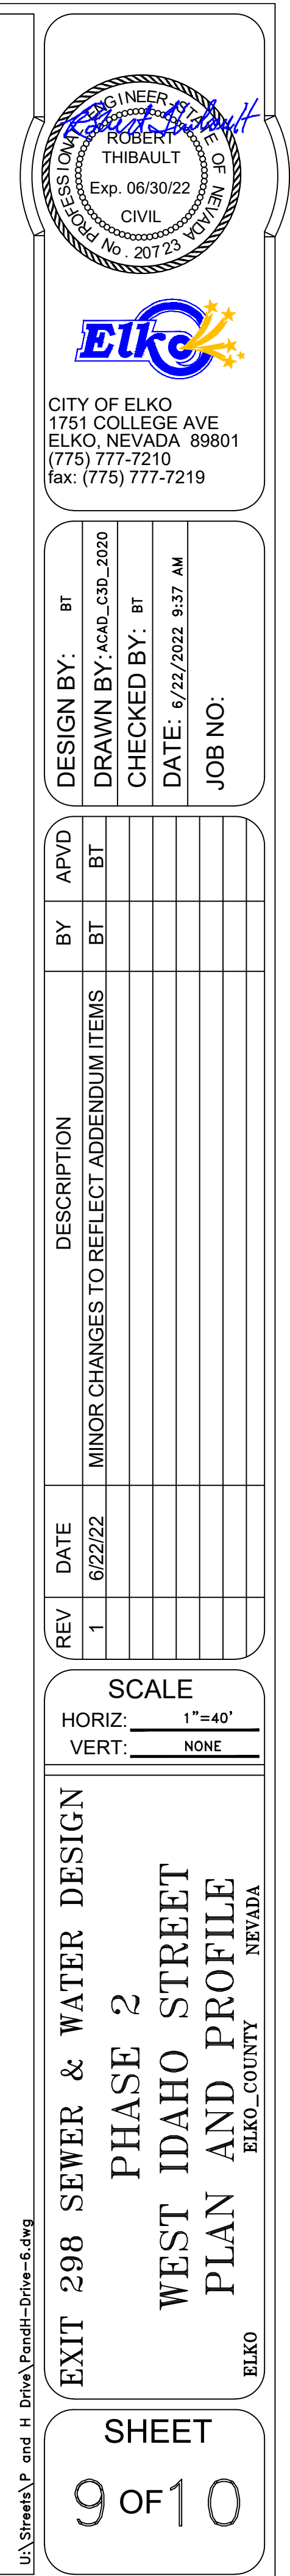 PROFESSIONAL ENGINEER STATE OF NEVADA
Robert Thibault
ROBERT
THIBAULT
Exp. 06/30/22
CIVIL
No. 20723
Elko
CITY OF ELKO
1751 COLLEGE AVE
ELKO, NEVADA 89801
(775) 777-7210
fax: (775) 777-7219
DESIGN BY: BT
DRAWN BY: ACAD_C3D_2020
CHECKED BY: BT
DATE: 6/22/2022 9:37 AM
JOB NO:
REV DATE DESCRIPTION BY APVD
1 6/22/22 MINOR CHANGES TO REFLECT ADDENDUM ITEMS BT BT
SCALE
HORIZ: 1"=40'
VERT: NONE
EXIT 298 SEWER & WATER DESIGN
PHASE 2
WEST IDAHO STREET
PLAN AND PROFILE
ELKO ELKO_COUNTY NEVADA
SHEET
9 OF 10
U:\Streets\P and H Drive\PandH-Drive-6.dwg